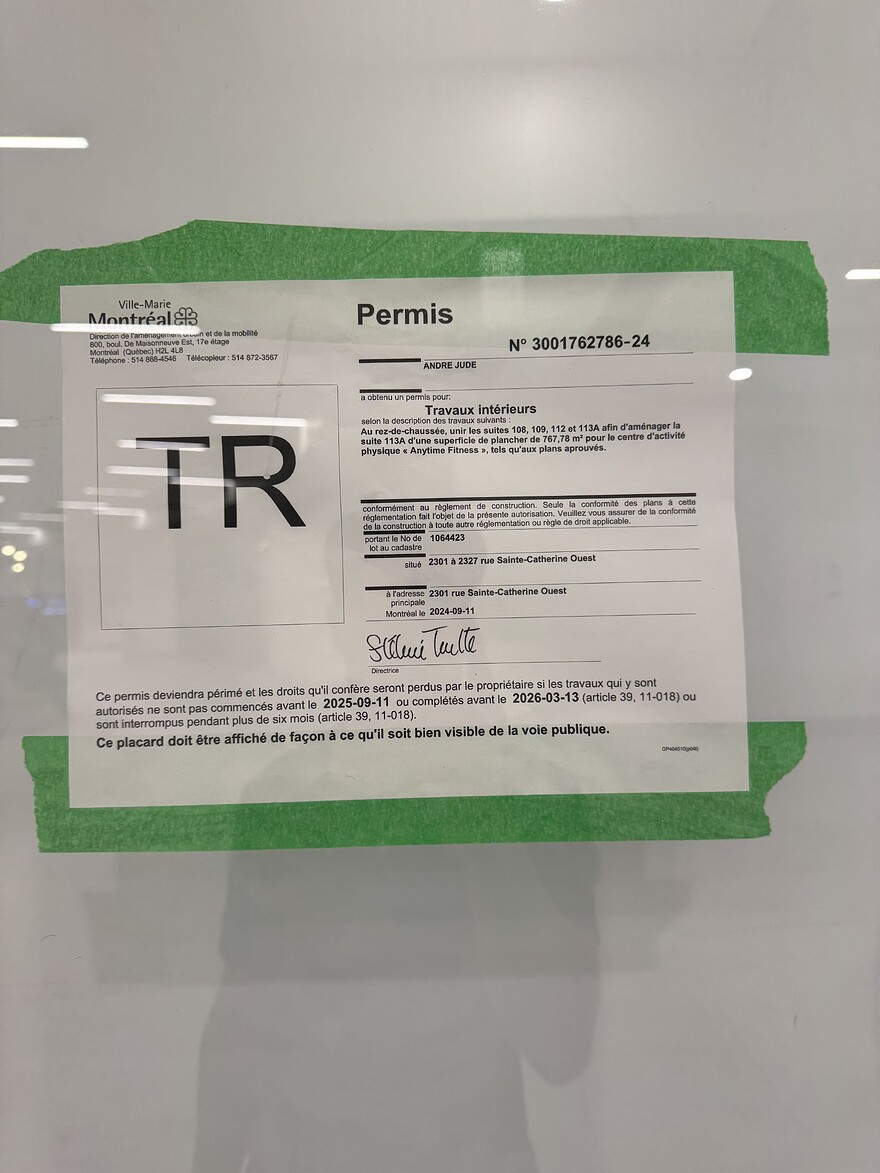 Ville-Marie
Montréal
Direction de l'aménagement urbain et de la mobilité
800, boul. De Maisonneuve Est, 17e étage
Montréal (Québec) H2L 4L8
Téléphone : 514 868-4546 Télécopieur : 514 872-3567
TR
Permis
N° 3001762786-24
ANDRE JUDE
a obtenu un permis pour:
Travaux intérieurs
selon la description des travaux suivants :
Au rez-de-chaussée, unir les suites 108, 109, 112 et 113A afin d'aménager la
suite 113A d'une superficie de plancher de 767,78 m² pour le centre d'activité
physique « Anytime Fitness », tels qu'aux plans aprouvés.
conformément au règlement de construction. Seule la conformité des plans à cette
réglementation fait l'objet de la présente autorisation. Veuillez vous assurer de la conformité
de la construction à toute autre réglementation ou règle de droit applicable.
portant le No de
lot au cadastre 1064423
situé 2301 à 2327 rue Sainte-Catherine Ouest
à l'adresse
principale 2301 rue Sainte-Catherine Ouest
Montréal le 2024-09-11
Directrice
Ce permis deviendra périmé et les droits qu'il confère seront perdus par le propriétaire si les travaux qui y sont
autorisés ne sont pas commencés avant le 2025-09-11 ou complétés avant le 2026-03-13 (article 39, 11-018) ou
sont interrompus pendant plus de six mois (article 39, 11-018).
Ce placard doit être affiché de façon à ce qu'il soit bien visible de la voie publique.